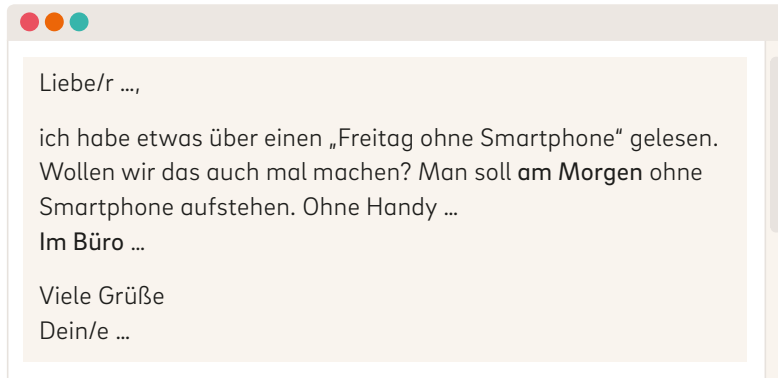 Liebe/r …,
ich habe etwas über einen „Freitag ohne Smartphone“ gelesen.
Wollen wir das auch mal machen? Man soll am Morgen ohne
Smartphone aufstehen. Ohne Handy …
Im Büro …
Viele Grüße
Dein/e …